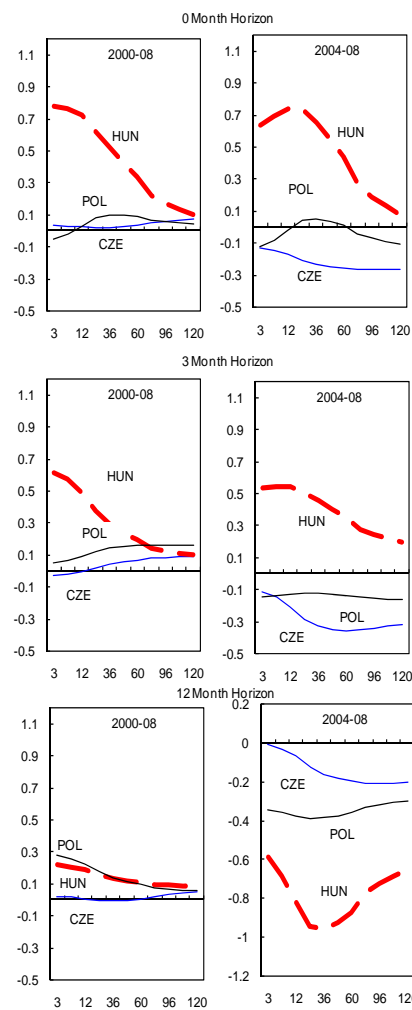 0 Month Horizon
2000-08
1.1
0.9
0.7
0.5
0.3
0.1
-0.1
-0.3
-0.5
HUN
POL
CZE
3 12 36 60 96 120
2004-08
1.1
0.9
0.7
0.5
0.3
0.1
-0.1
-0.3
-0.5
HUN
POL
CZE
3 12 36 60 96 120
3 Month Horizon
2000-08
1.1
0.9
0.7
0.5
0.3
0.1
-0.1
-0.3
-0.5
HUN
POL
CZE
3 12 36 60 96 120
2004-08
1.1
0.9
0.7
0.5
0.3
0.1
-0.1
-0.3
-0.5
HUN
POL
CZE
3 12 36 60 96 120
12 Month Horizon
2000-08
1.1
0.9
0.7
0.5
0.3
0.1
-0.1
-0.3
-0.5
POL
HUN
CZE
3 12 36 60 96 120
2004-08
0.2
0
-0.2
-0.4
-0.6
-0.8
-1
-1.2
CZE
POL
HUN
3 12 36 60 96 120